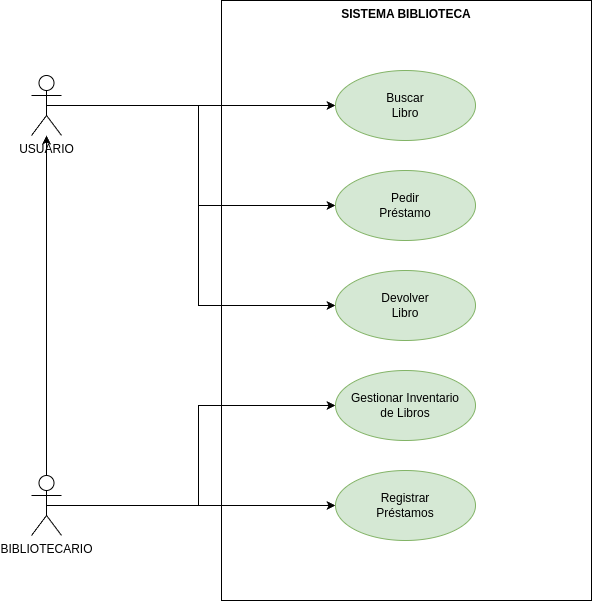 SISTEMA BIBLIOTECA
Buscar
Libro
USUARIO
Pedir
Préstamo
Devolver
Libro
Gestionar Inventario
de Libros
Registrar
Préstamos
BIBLIOTECARIO